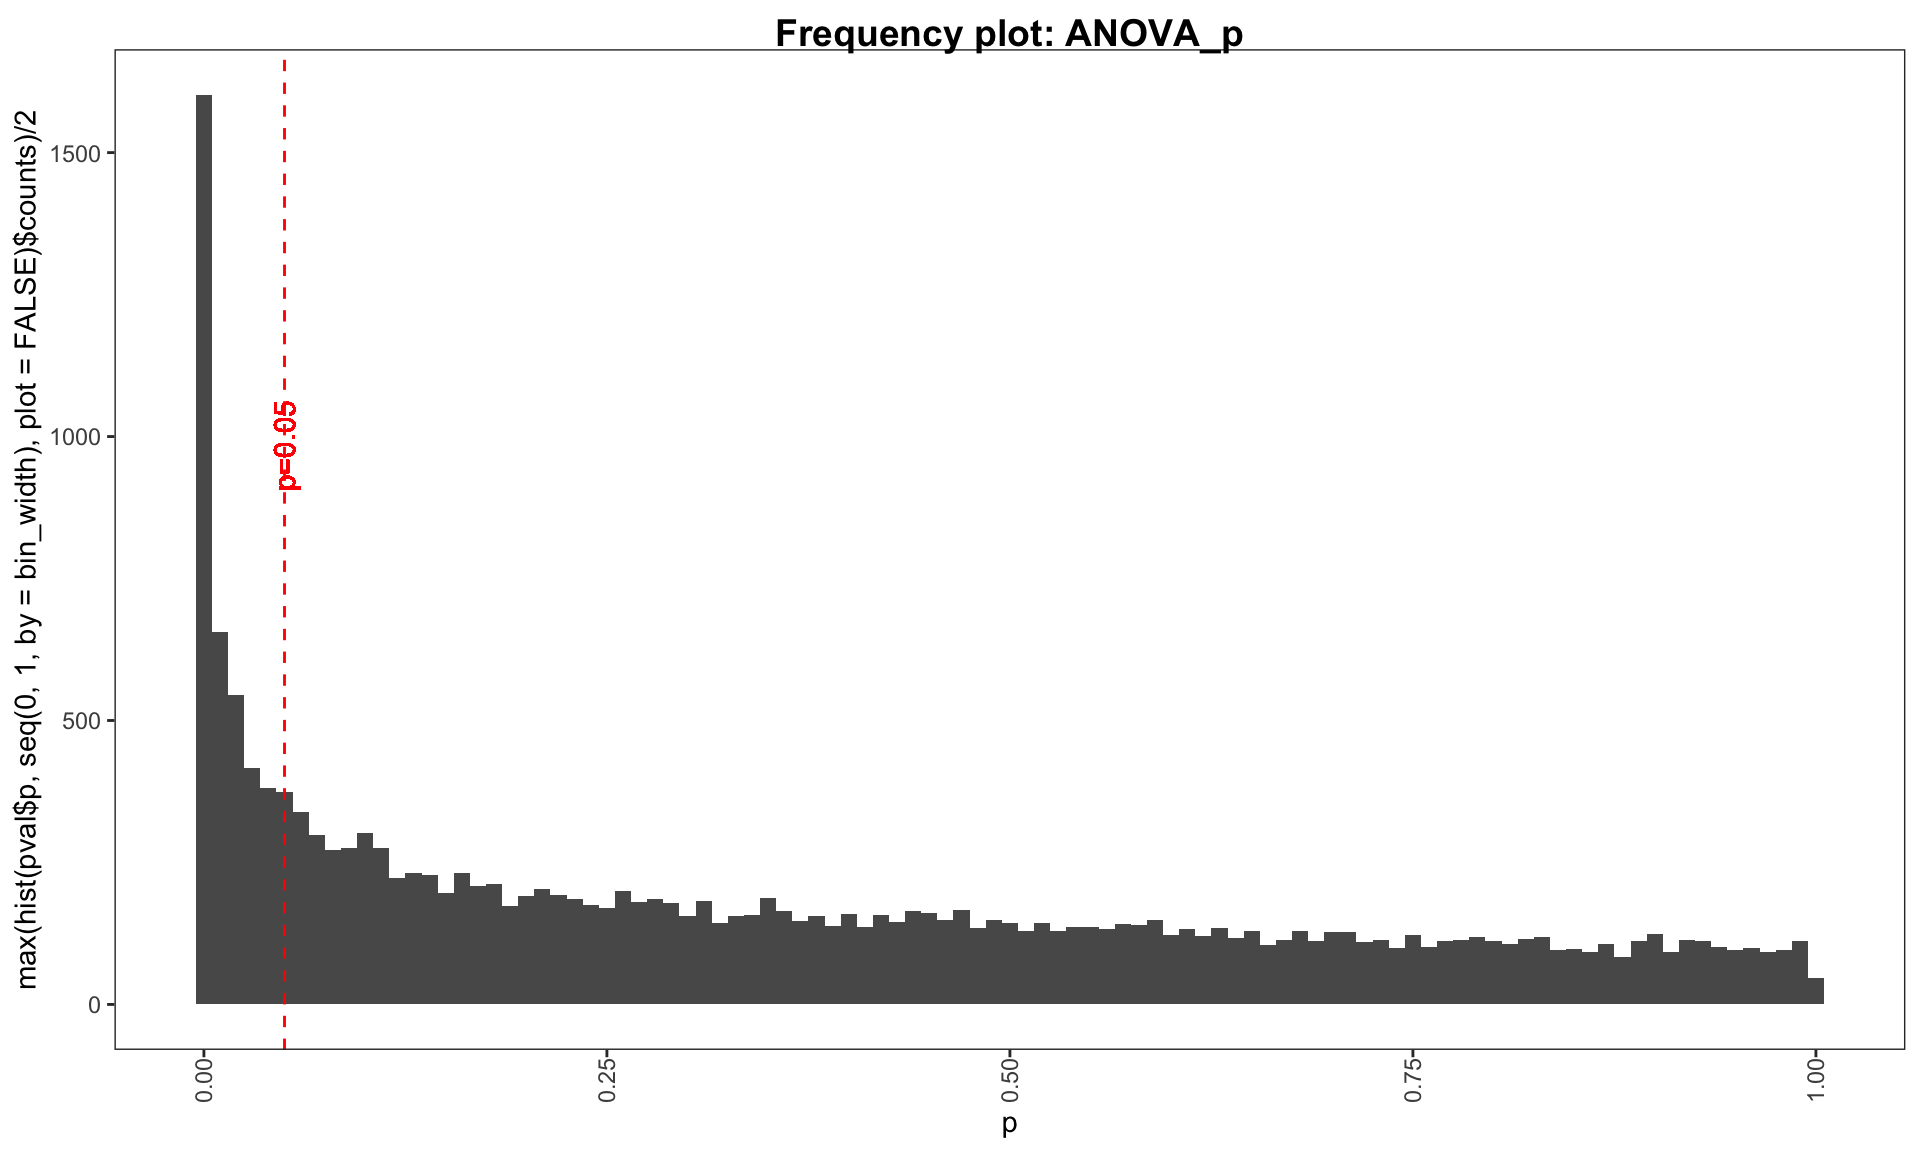 Frequency plot: ANOVA_p
max(hist(pval$p, seq(0, 1, by = bin_width), plot = FALSE)$counts)/2
1500
1000
500
0
p=0.05
0.00
0.25
0.50
0.75
1.00
p